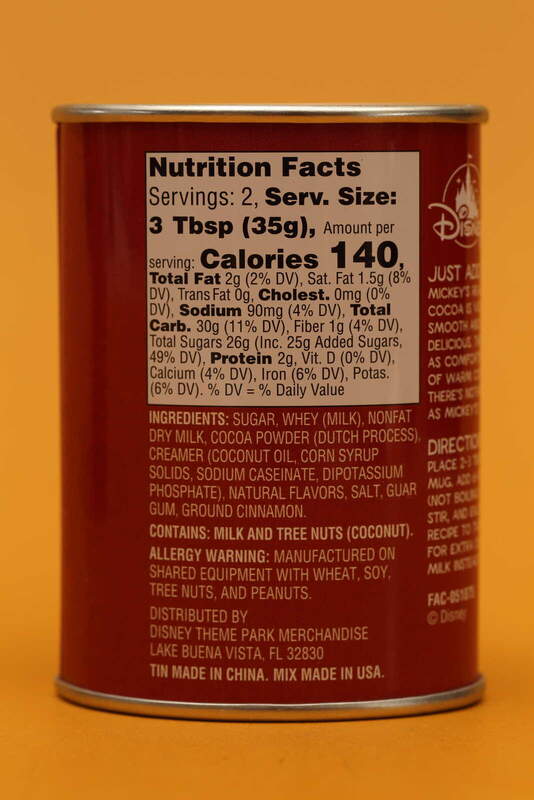 Nutrition Facts
Servings: 2, Serv. Size:
3 Tbsp (35g), Amount per
serving: Calories 140,
Total Fat 2g (2% DV), Sat. Fat 1.5g (8%
DV), Trans Fat 0g, Cholest. 0mg (0%
DV), Sodium 90mg (4% DV), Total
Carb. 30g (11% DV), Fiber 1g (4% DV),
Total Sugars 26g (Inc. 25g Added Sugars,
49% DV), Protein 2g, Vit. D (0% DV),
Calcium (4% DV), Iron (6% DV), Potas.
(6% DV). % DV = % Daily Value
INGREDIENTS: SUGAR, WHEY (MILK), NONFAT
DRY MILK, COCOA POWDER (DUTCH PROCESS),
CREAMER (COCONUT OIL, CORN SYRUP
SOLIDS, SODIUM CASEINATE, DIPOTASSIUM
PHOSPHATE), NATURAL FLAVORS, SALT, GUAR
GUM, GROUND CINNAMON.
CONTAINS: MILK AND TREE NUTS (COCONUT).
ALLERGY WARNING: MANUFACTURED ON
SHARED EQUIPMENT WITH WHEAT, SOY,
TREE NUTS, AND PEANUTS.
DISTRIBUTED BY
DISNEY THEME PARK MERCHANDISE
LAKE BUENA VISTA, FL 32830
TIN MADE IN CHINA. MIX MADE IN USA.
JUST
MICKEY'S
COCOA IS
SMOOTH
DELICIOUS.
AS
OF WARM
THERE'S
AS MICKEY'S
PLACE 2-3
MUG. ADD
(NOT
STIR, AND
RECIPE TO
FOR EXTRA
MILK
© Disney